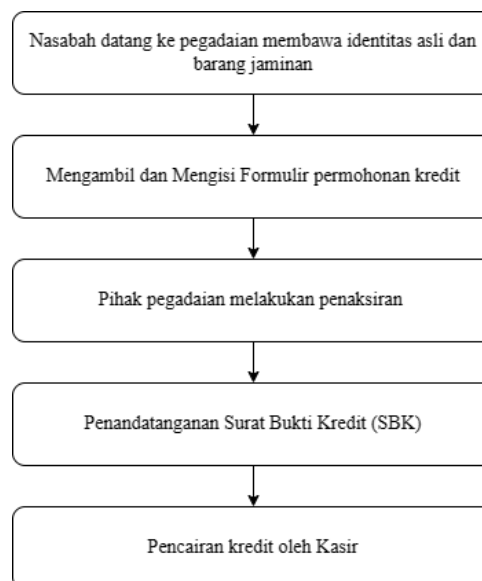 Nasabah datang ke pegadaian membawa identitas asli dan
barang jaminan
Mengambil dan Mengisi Formulir permohonan kredit
Pihak pegadaian melakukan penaksiran
Penandatanganan Surat Bukti Kredit (SBK)
Pencairan kredit oleh Kasir